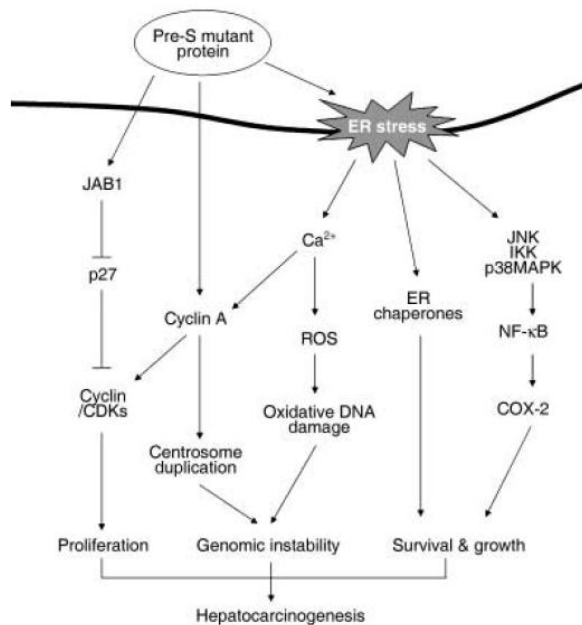 Pre-S mutant
protein
ER stress
JAB1
Ca²⁺
JNK
IKK
p38MAPK
p27
Cyclin A
ER
chaperones
ROS
NF-κB
Cyclin
/CDKs
Oxidative DNA
damage
COX-2
Centrosome
duplication
Proliferation
Genomic instability
Survival & growth
Hepatocarcinogenesis